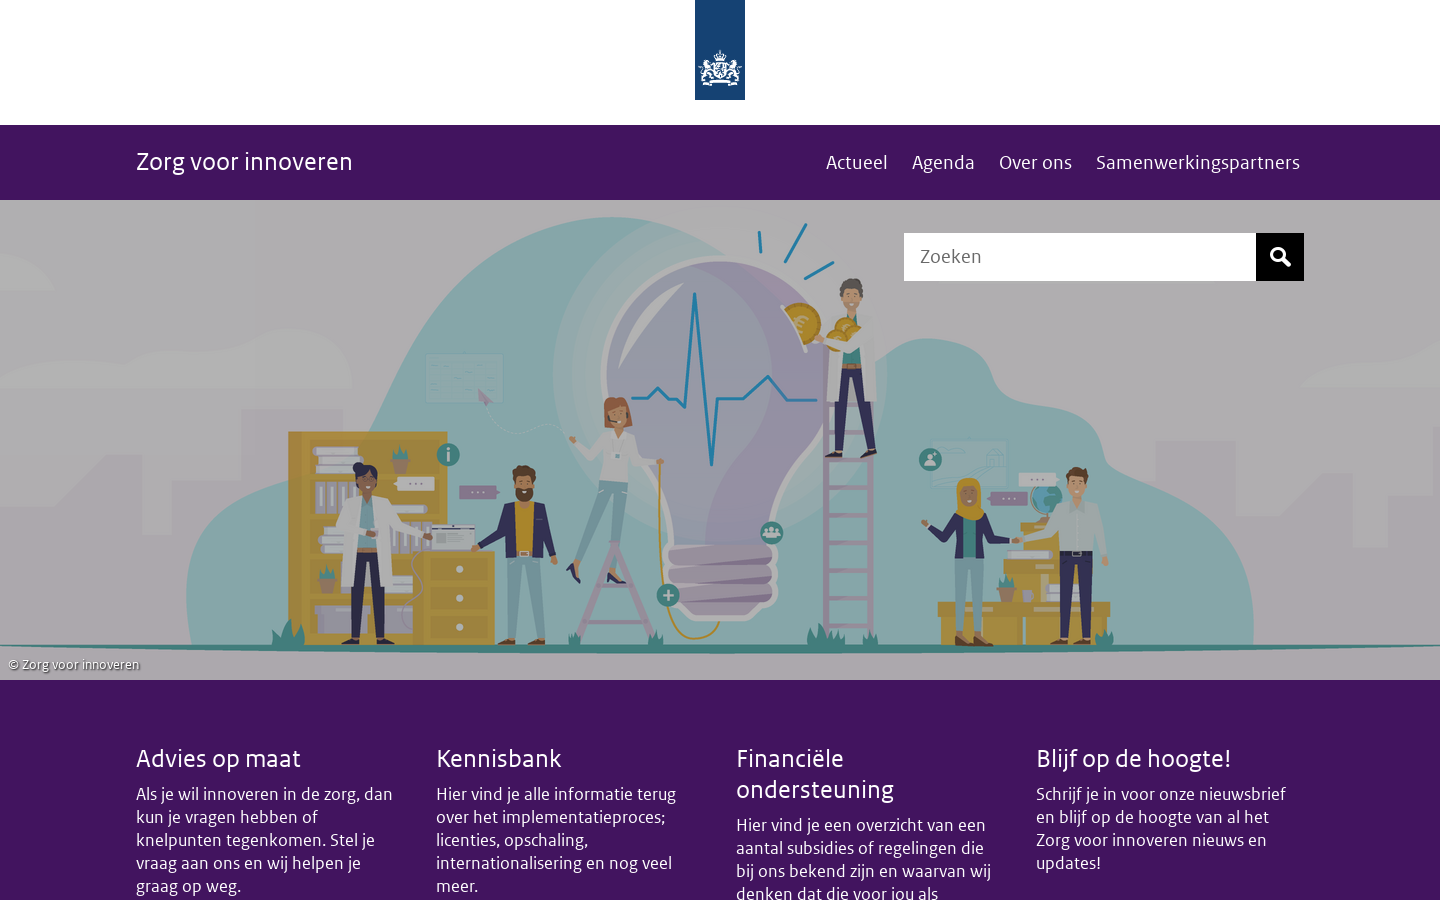 Zorg voor innoveren
Actueel Agenda Over ons Samenwerkingspartners
Zoeken
© Zorg voor innoveren
Advies op maat
Als je wil innoveren in de zorg, dan
kun je vragen hebben of
knelpunten tegenkomen. Stel je
vraag aan ons en wij helpen je
graag op weg.
Kennisbank
Hier vind je alle informatie terug
over het implementatieproces;
licenties, opschaling,
internationalisering en nog veel
meer.
Financiële
ondersteuning
Hier vind je een overzicht van een
aantal subsidies of regelingen die
bij ons bekend zijn en waarvan wij
denken dat die voor jou als
Blijf op de hoogte!
Schrijf je in voor onze nieuwsbrief
en blijf op de hoogte van al het
Zorg voor innoveren nieuws en
updates!